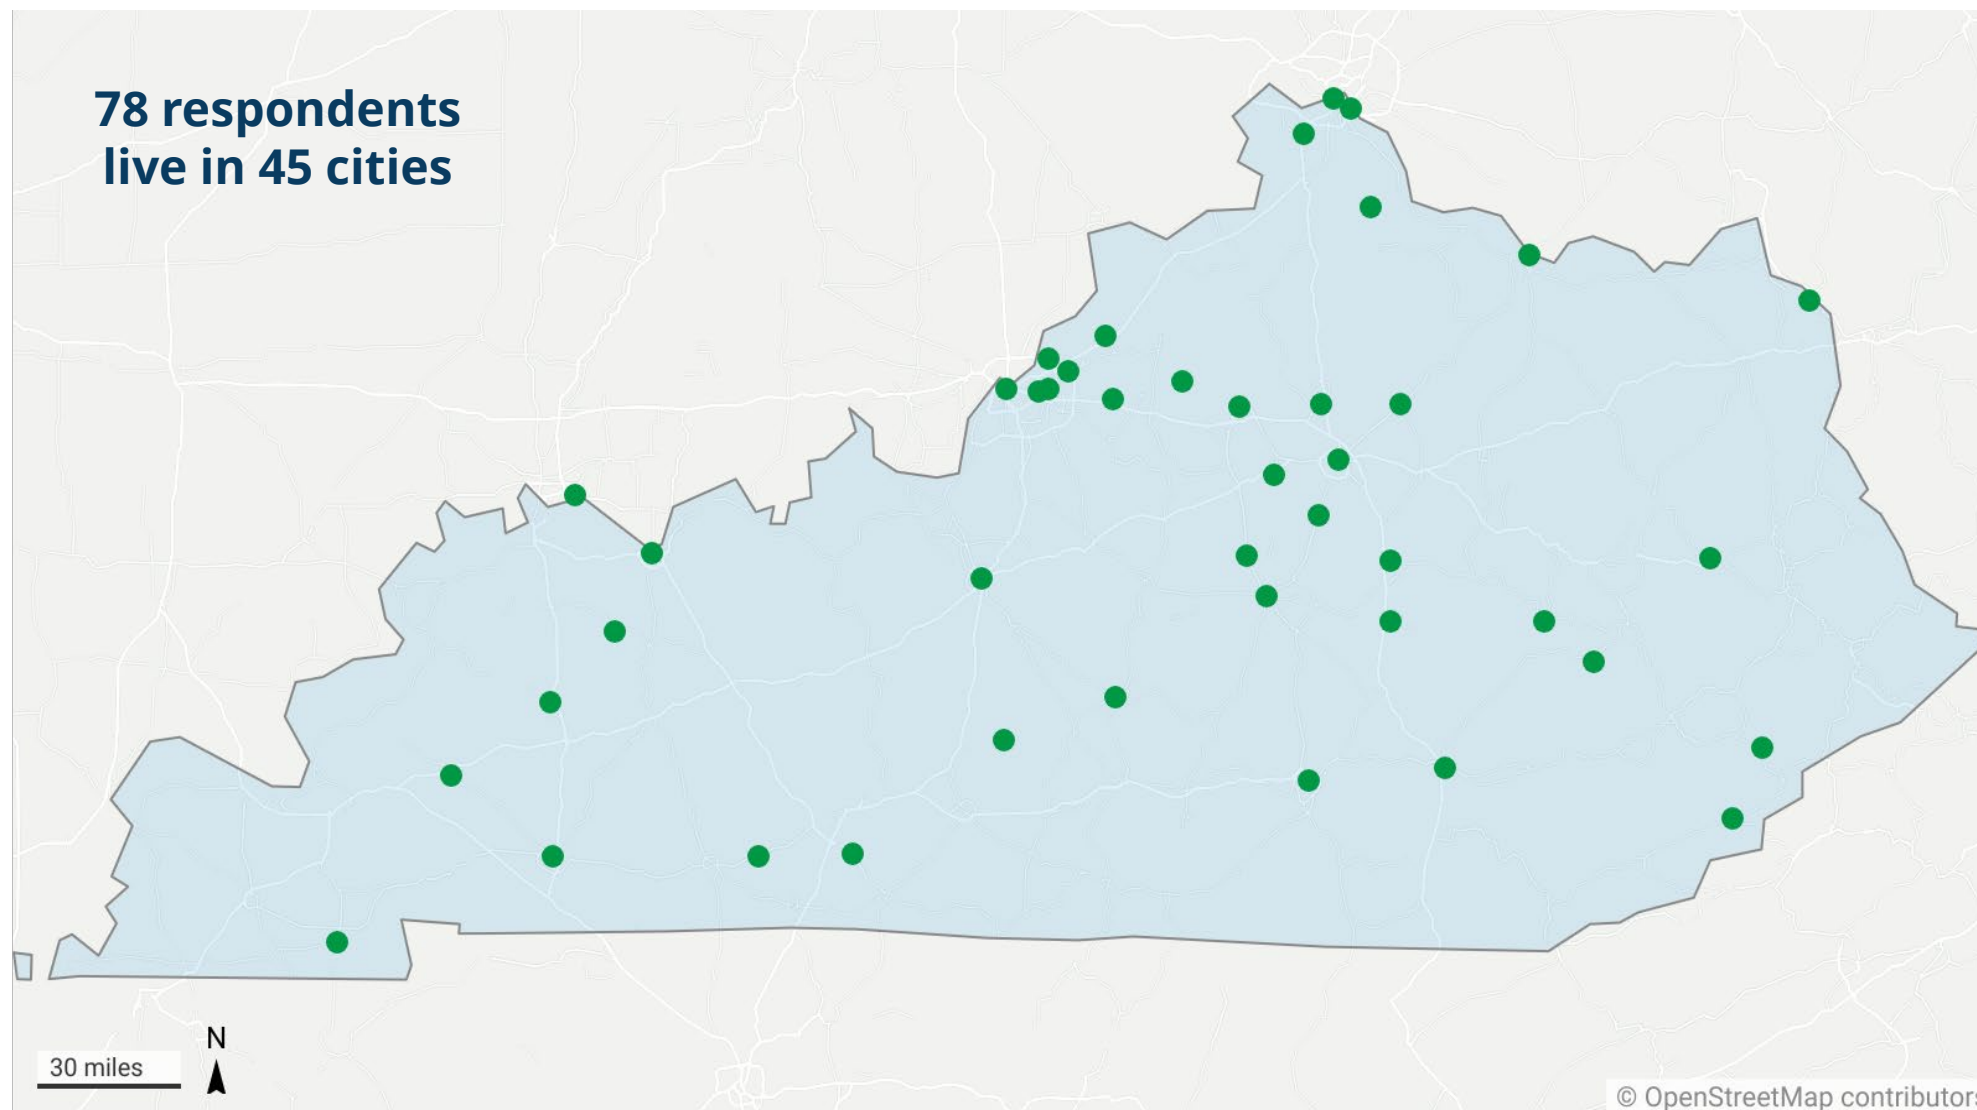 78 respondents
live in 45 cities
N
30 miles
© OpenStreetMap contributors